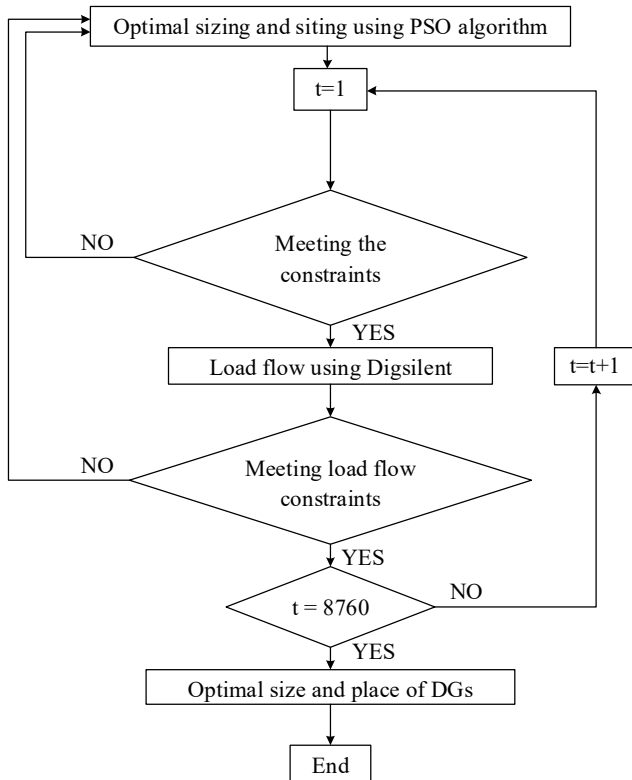 Optimal sizing and siting using PSO algorithm
t=1
NO
Meeting the
constraints
YES
Load flow using Digsilent
t=t+1
NO
Meeting load flow
constraints
YES
t = 8760
NO
YES
Optimal size and place of DGs
End